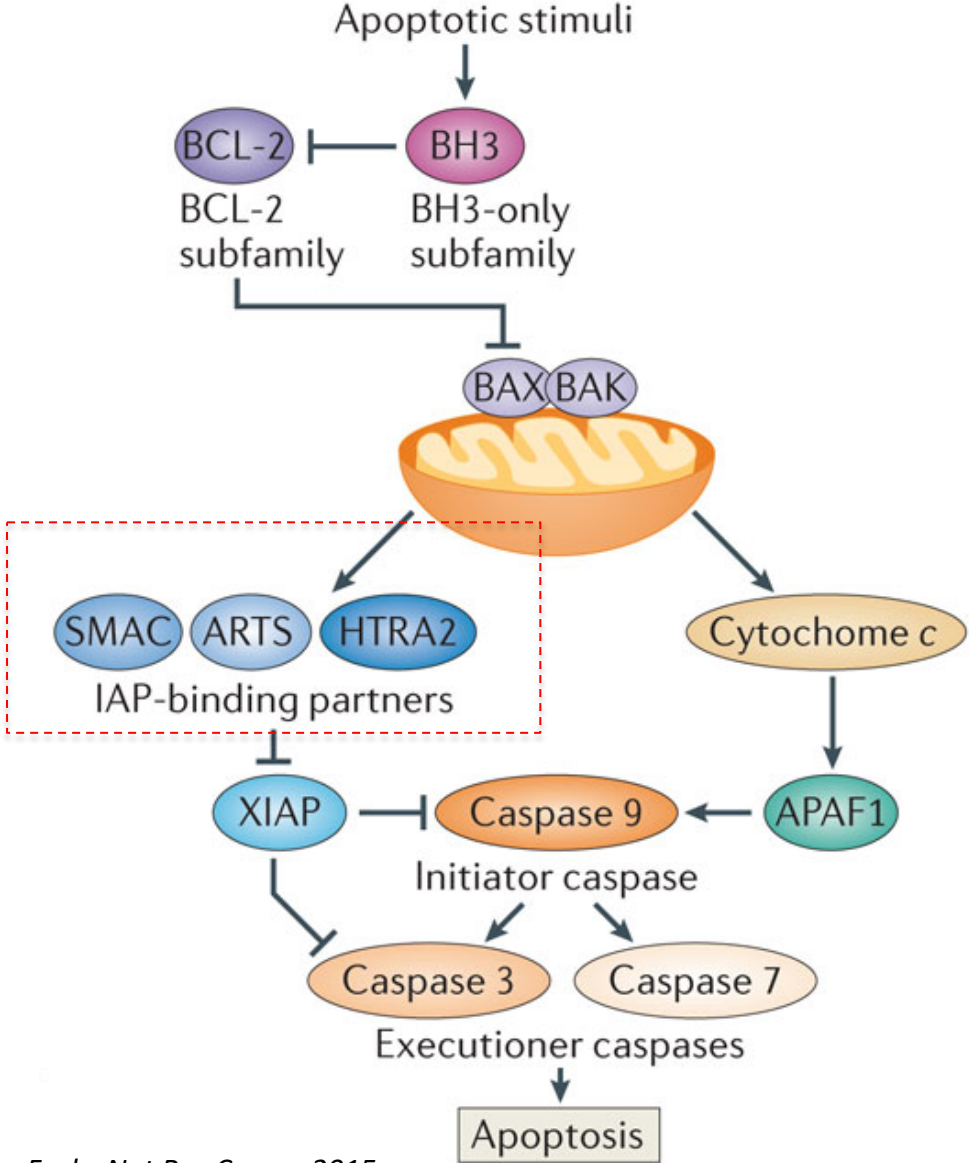 Apoptotic stimuli
BCL-2
BH3
BCL-2
subfamily
BH3-only
subfamily
BAX BAK
SMAC ARTS HTRA2
IAP-binding partners
Cytochome c
XIAP
Caspase 9
APAF1
Initiator caspase
Caspase 3
Caspase 7
Executioner caspases
Apoptosis
2015